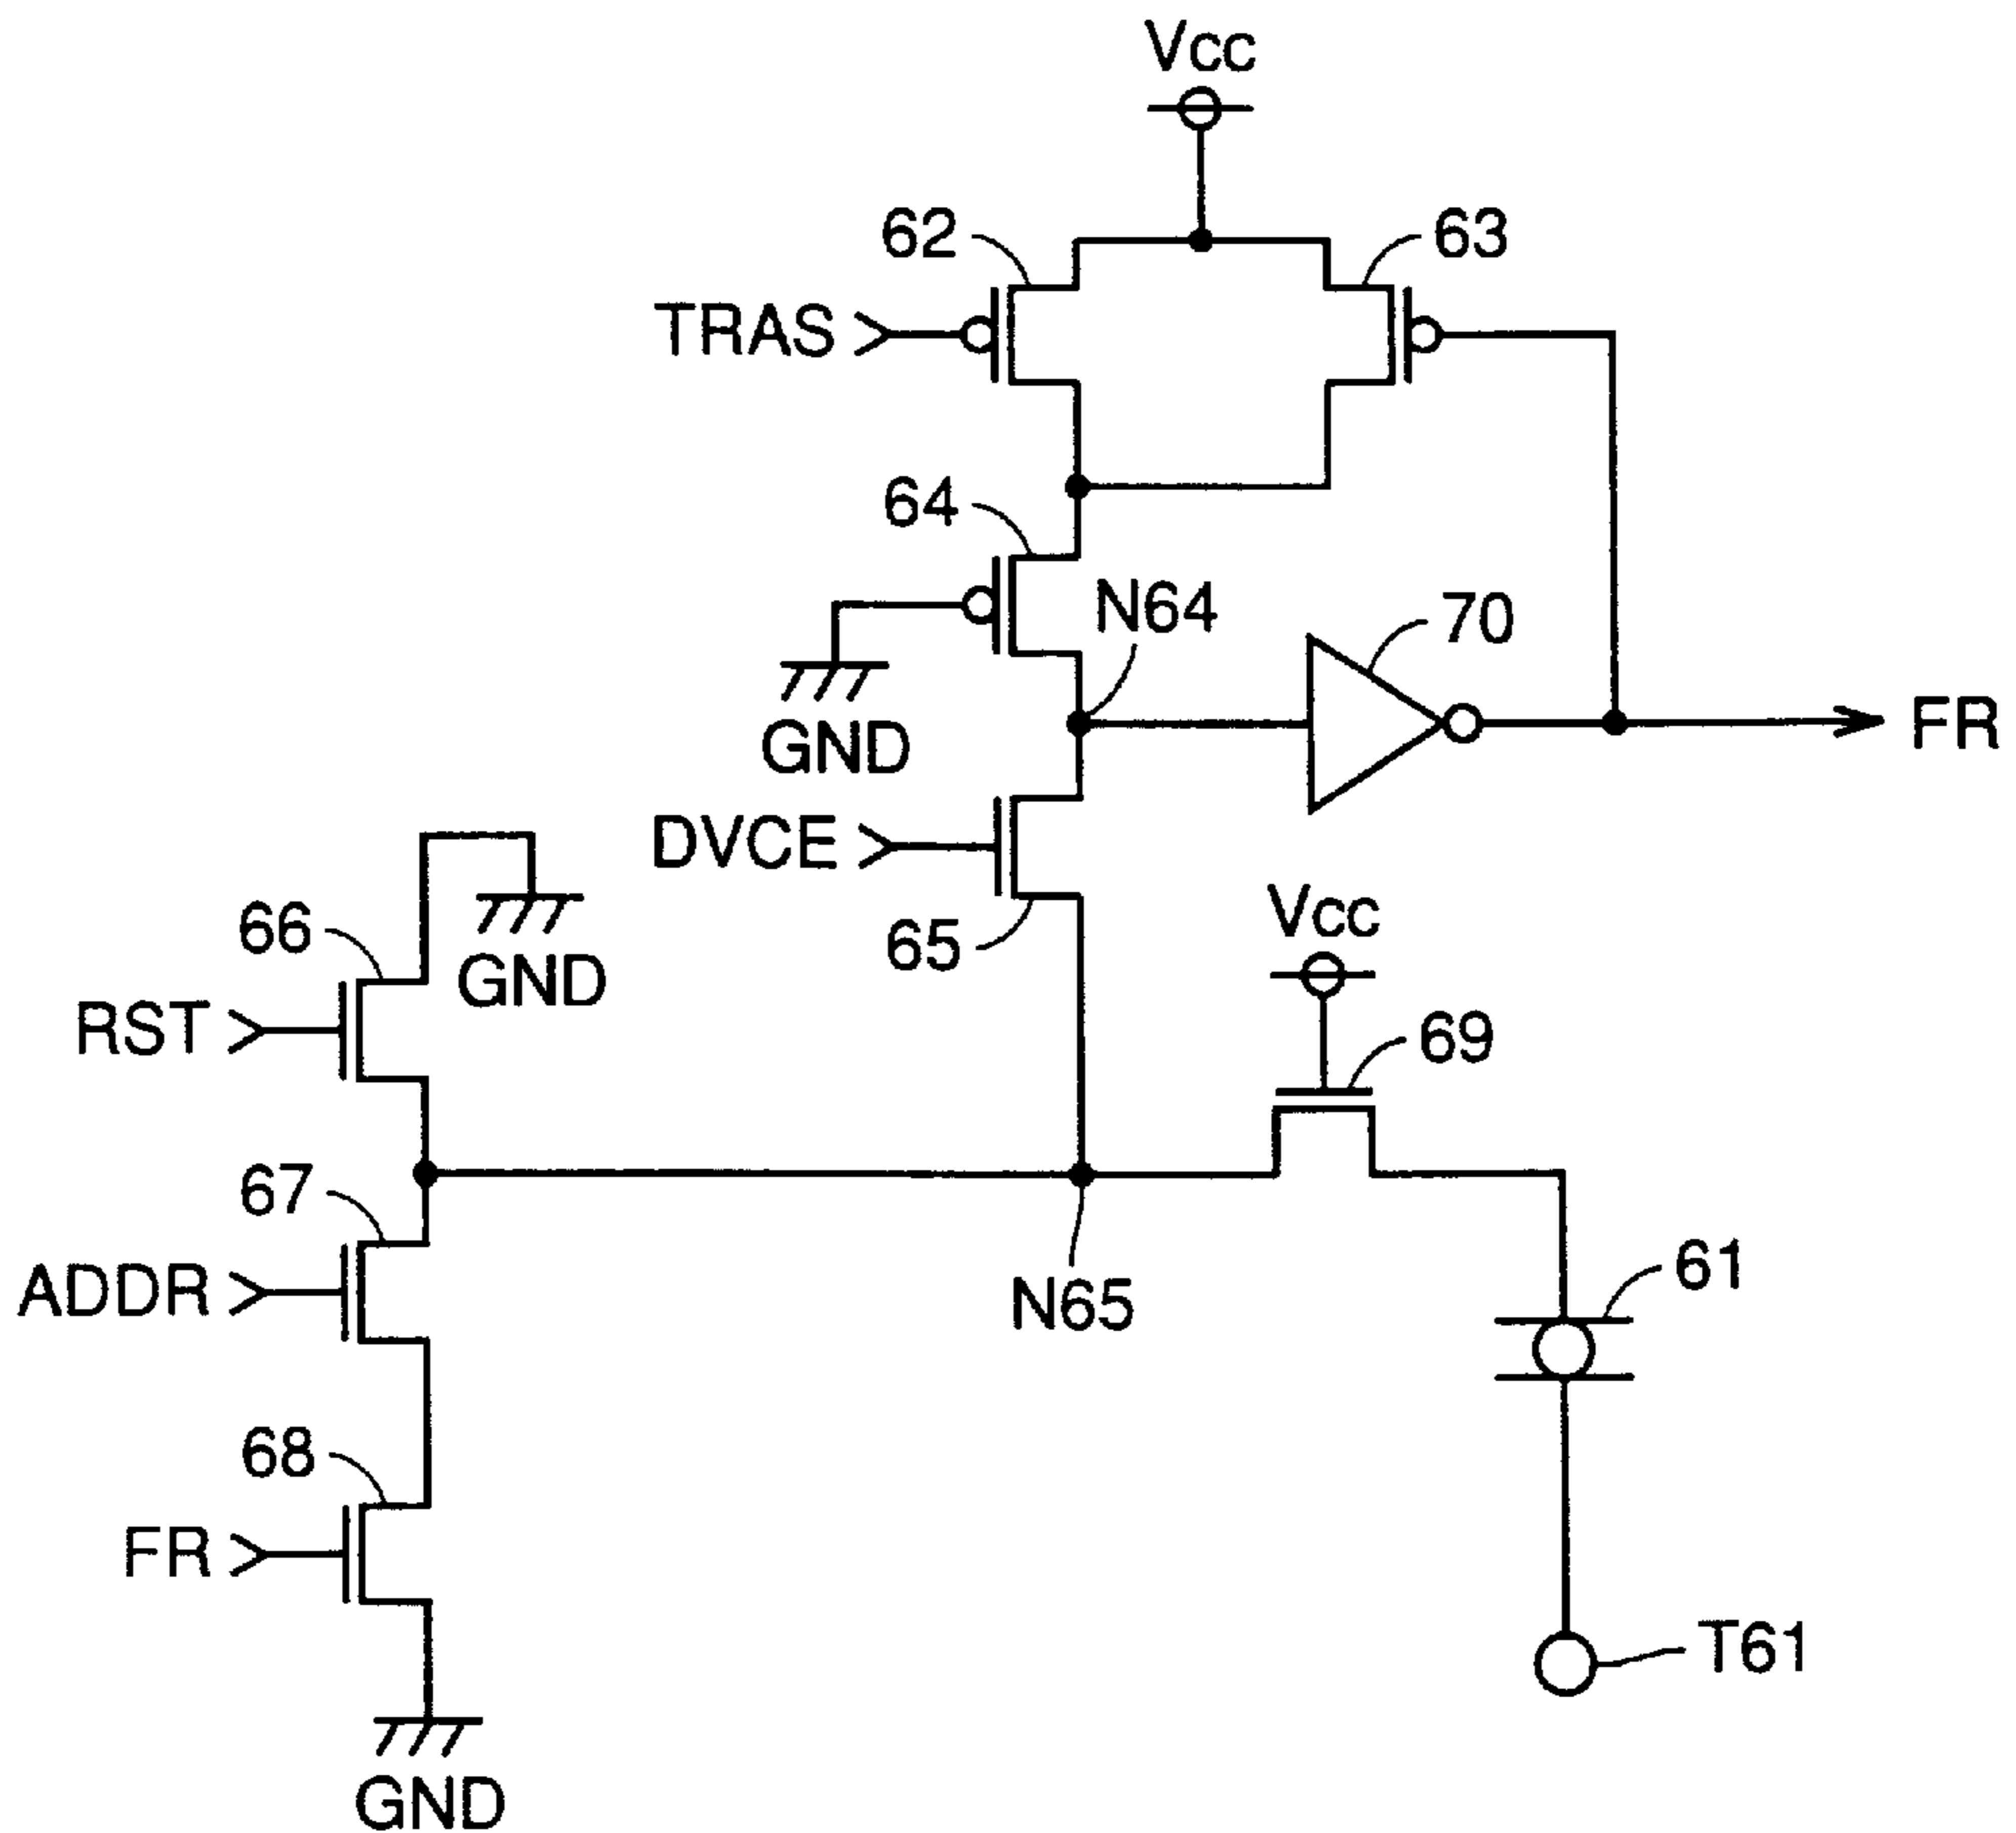 Vcc
62
63
TRAS
64
N64
70
GND
FR
DVCE
66
65
Vcc
GND
RST
69
67
61
ADDR
N65
68
FR
T61
GND